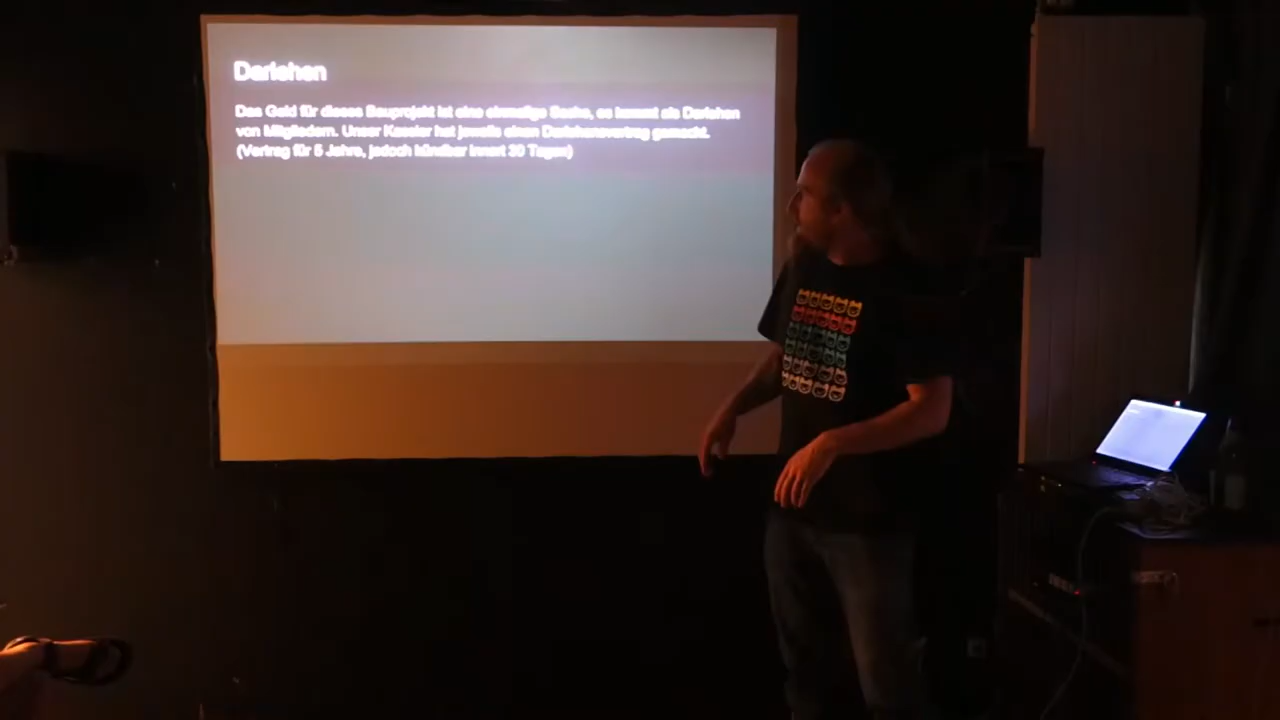 Darlehen
Das Geld für dieses Bauprojekt ist eine einmalige Sache, es kommt als Darlehen
von Mitgliedern. Unser Kassier hat jeweils einen Darlehensvertrag gemacht.
(Vertrag für 5 Jahre, jedoch kündbar innert 30 Tagen)